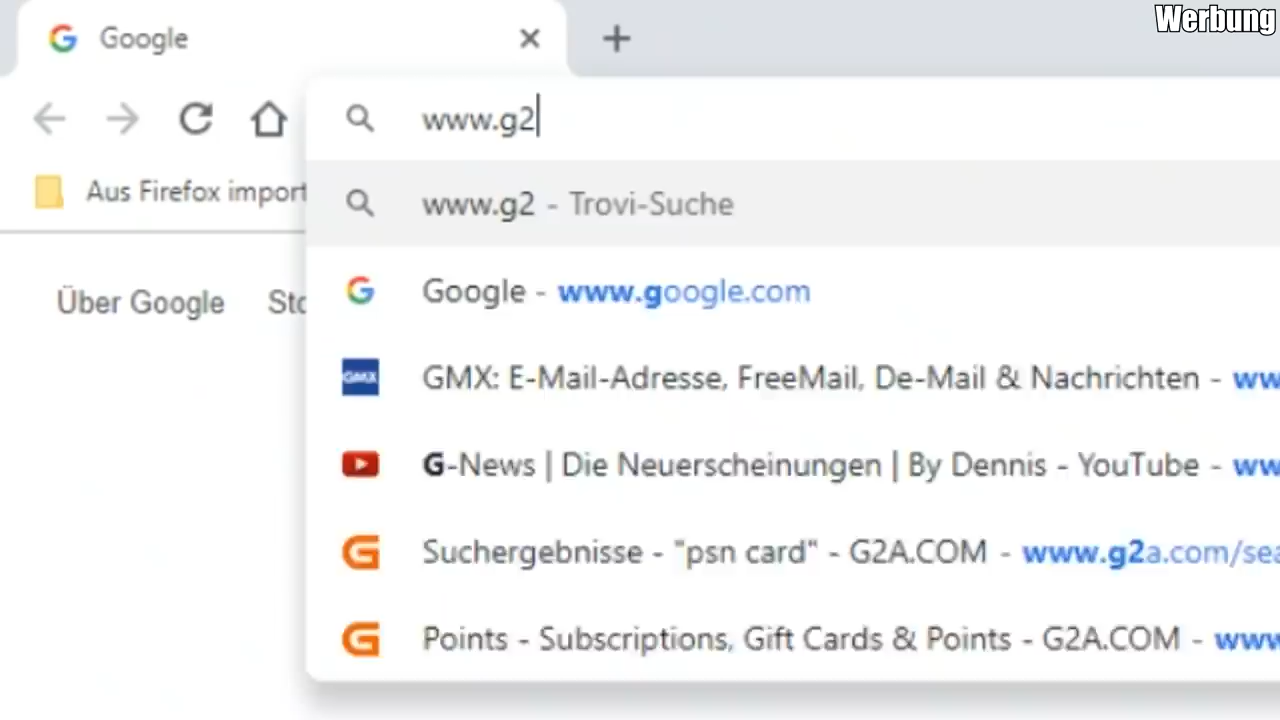 Werbung
Google
www.g2
Aus Firefox import
www.g2 - Trovi-Suche
Über Google Sto
Google - www.google.com
GMX GMX: E-Mail-Adresse, FreeMail, De-Mail & Nachrichten - ww
G-News | Die Neuerscheinungen | By Dennis - YouTube - ww
Suchergebnisse - "psn card" - G2A.COM - www.g2a.com/sea
Points - Subscriptions, Gift Cards & Points - G2A.COM - www